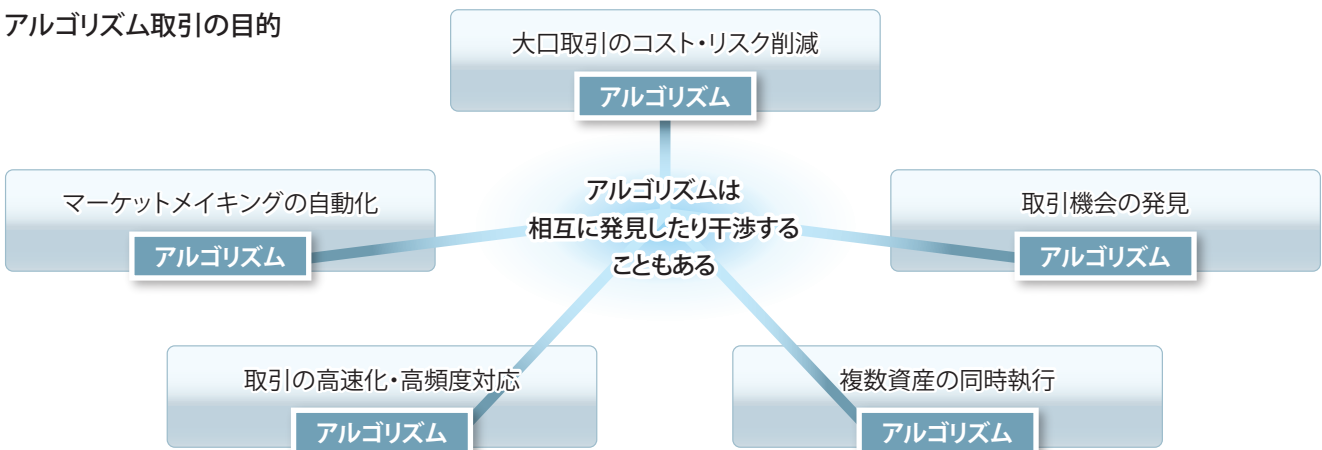 アルゴリズム取引の目的
大口取引のコスト・リスク削減
アルゴリズム
マーケットメイキングの自動化
アルゴリズム
アルゴリズムは
相互に発見したり干渉する
こともある
取引機会の発見
アルゴリズム
取引の高速化・高頻度対応
アルゴリズム
複数資産の同時執行
アルゴリズム